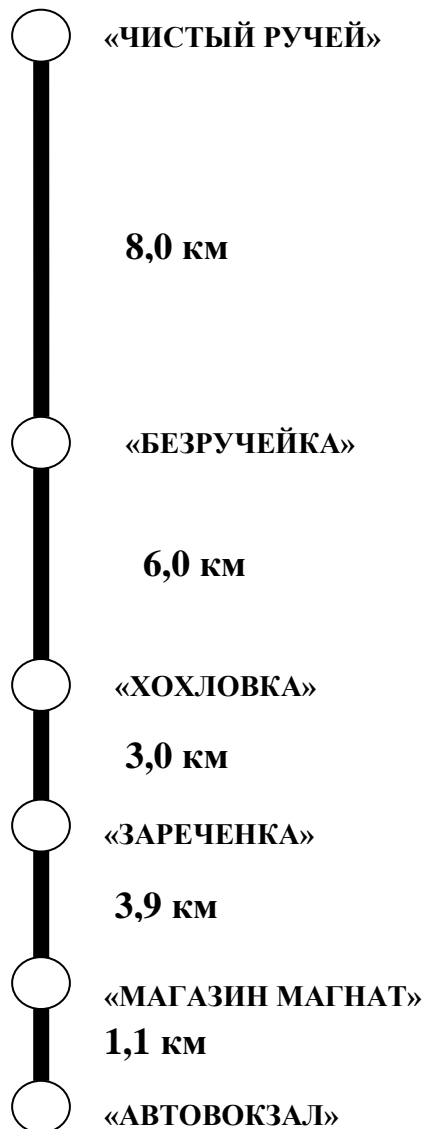 «ЧИСТЫЙ РУЧЕЙ»
8,0 км
«БЕЗРУЧЕЙКА»
6,0 км
«ХОХЛОВКА»
3,0 км
«ЗАРЕЧЕНКА»
3,9 км
«МАГАЗИН МАГНАТ»
1,1 км
«АВТОВОКЗАЛ»